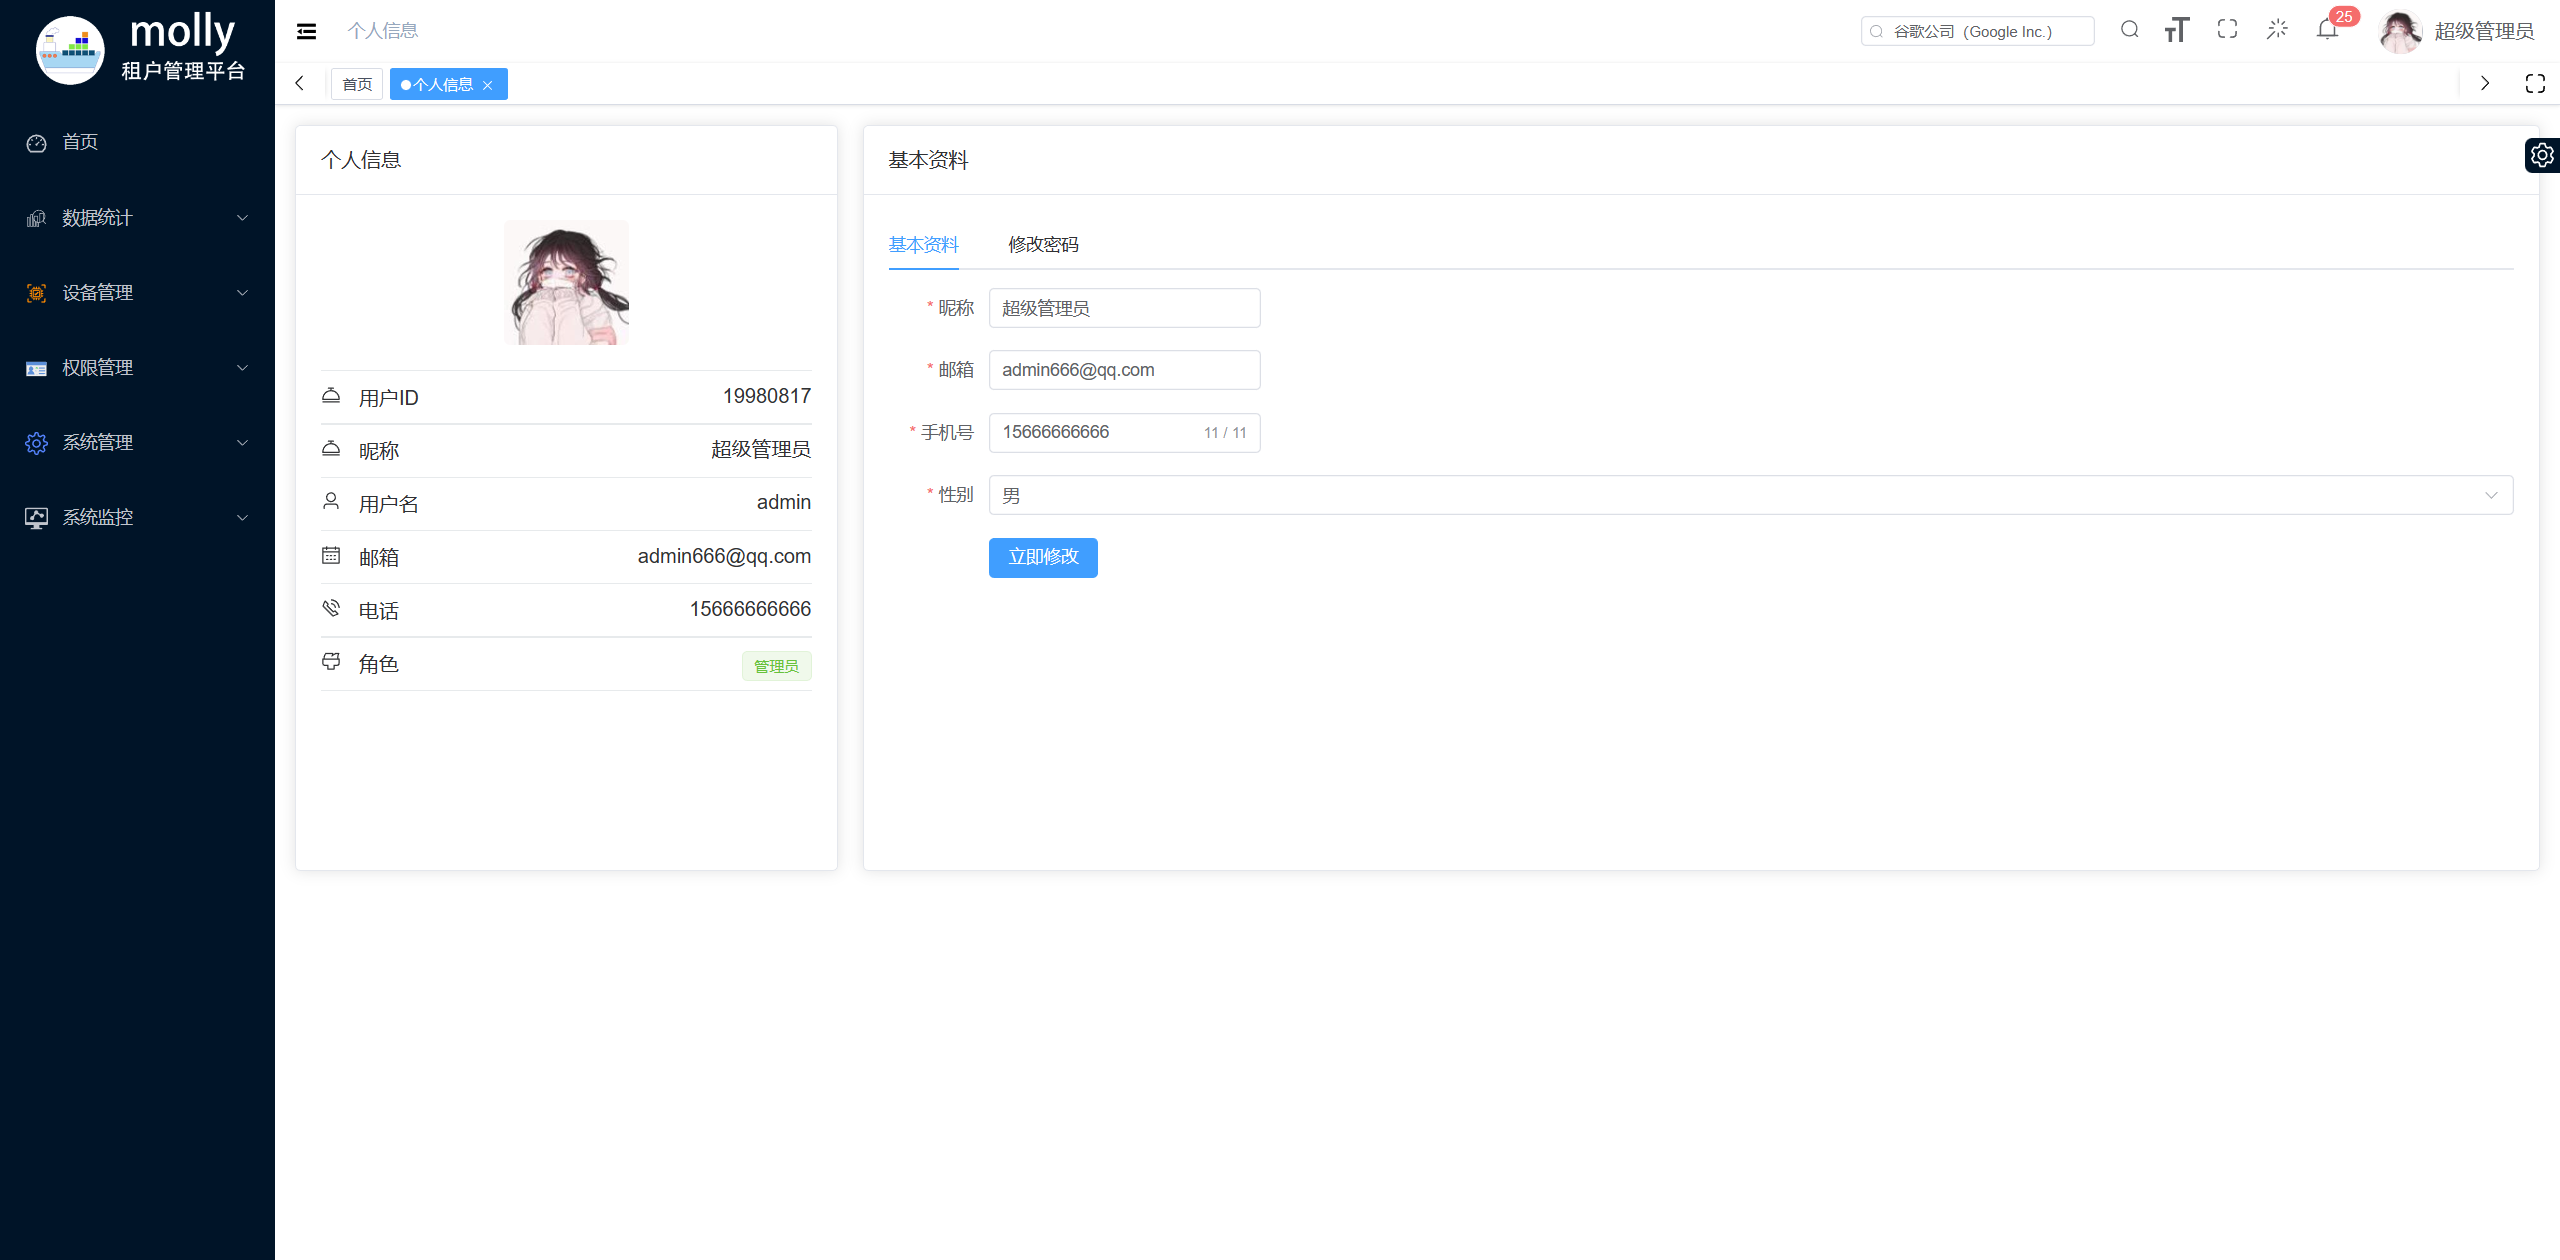 molly
租户管理平台
首页
数据统计
设备管理
权限管理
系统管理
系统监控
个人信息
谷歌公司（Google Inc.）
25
超级管理员
首页
个人信息
个人信息
用户ID 19980817
昵称 超级管理员
用户名 admin
邮箱 admin666@qq.com
电话 15666666666
角色 管理员
基本资料
基本资料 修改密码
* 昵称 超级管理员
* 邮箱 admin666@qq.com
* 手机号 15666666666 11 / 11
* 性别 男
立即修改